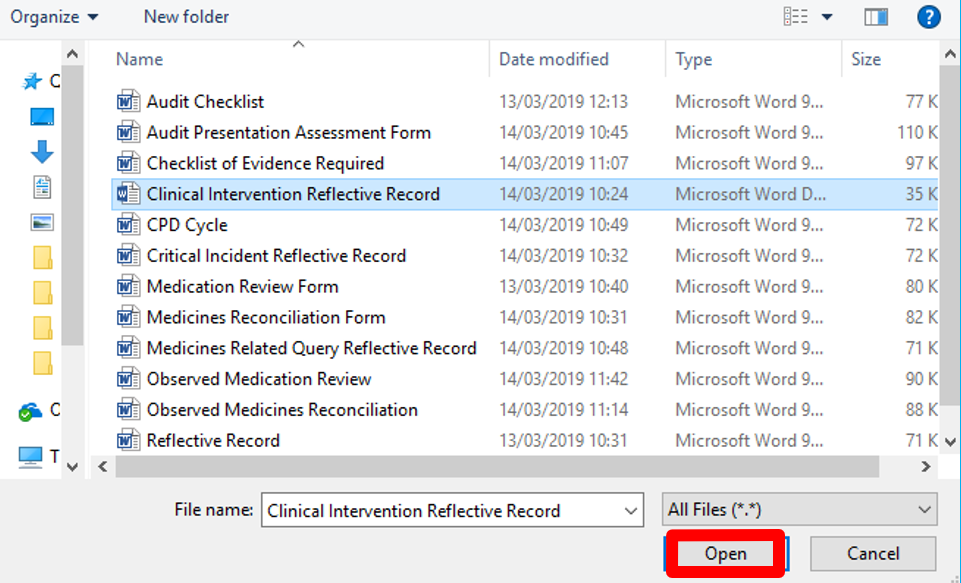 Organize New folder ?
Name Date modified Type Size
Audit Checklist 13/03/2019 12:13 Microsoft Word 9... 77 K
Audit Presentation Assessment Form 14/03/2019 10:45 Microsoft Word 9... 110 K
Checklist of Evidence Required 14/03/2019 11:07 Microsoft Word 9... 97 K
Clinical Intervention Reflective Record 14/03/2019 10:24 Microsoft Word D... 35 K
CPD Cycle 14/03/2019 10:49 Microsoft Word 9... 72 K
Critical Incident Reflective Record 14/03/2019 10:32 Microsoft Word 9... 72 K
Medication Review Form 13/03/2019 10:40 Microsoft Word 9... 80 K
Medicines Reconciliation Form 14/03/2019 10:31 Microsoft Word 9... 82 K
Medicines Related Query Reflective Record 14/03/2019 10:48 Microsoft Word 9... 71 K
Observed Medication Review 14/03/2019 11:42 Microsoft Word 9... 90 K
Observed Medicines Reconciliation 14/03/2019 11:14 Microsoft Word 9... 88 K
Reflective Record 13/03/2019 10:31 Microsoft Word 9... 71 K
File name: Clinical Intervention Reflective Record All Files (*.*)
Open Cancel